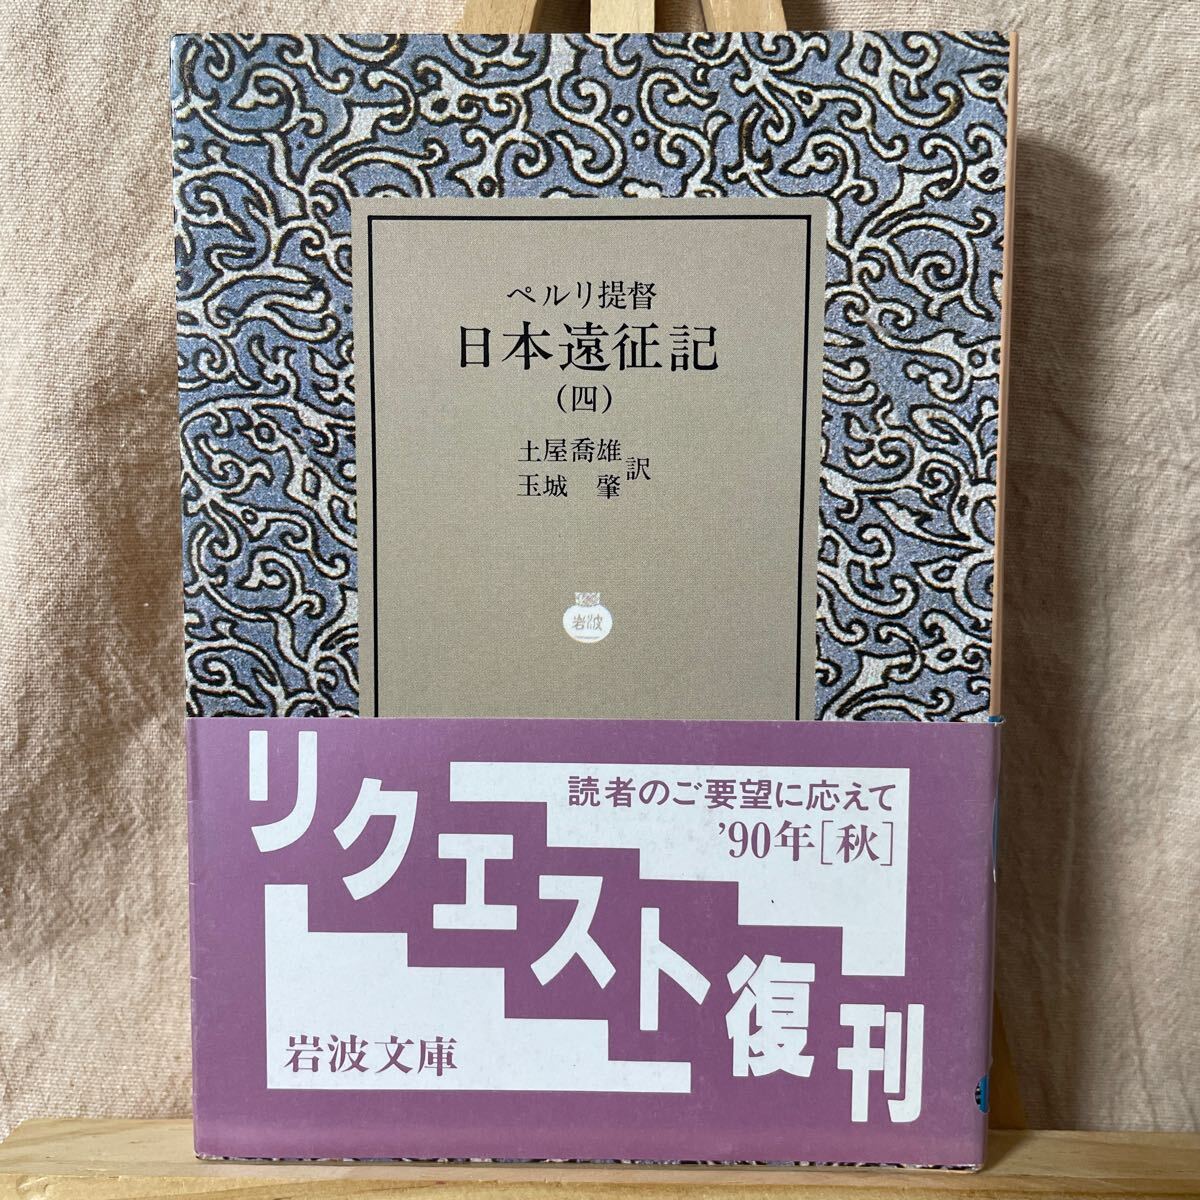 ペルリ提督
日本遠征記
(四)
土屋喬雄
玉城 肇
訳
岩波
読者のご要望に応えて
'90年[秋]
リクエスト復刊
岩波文庫